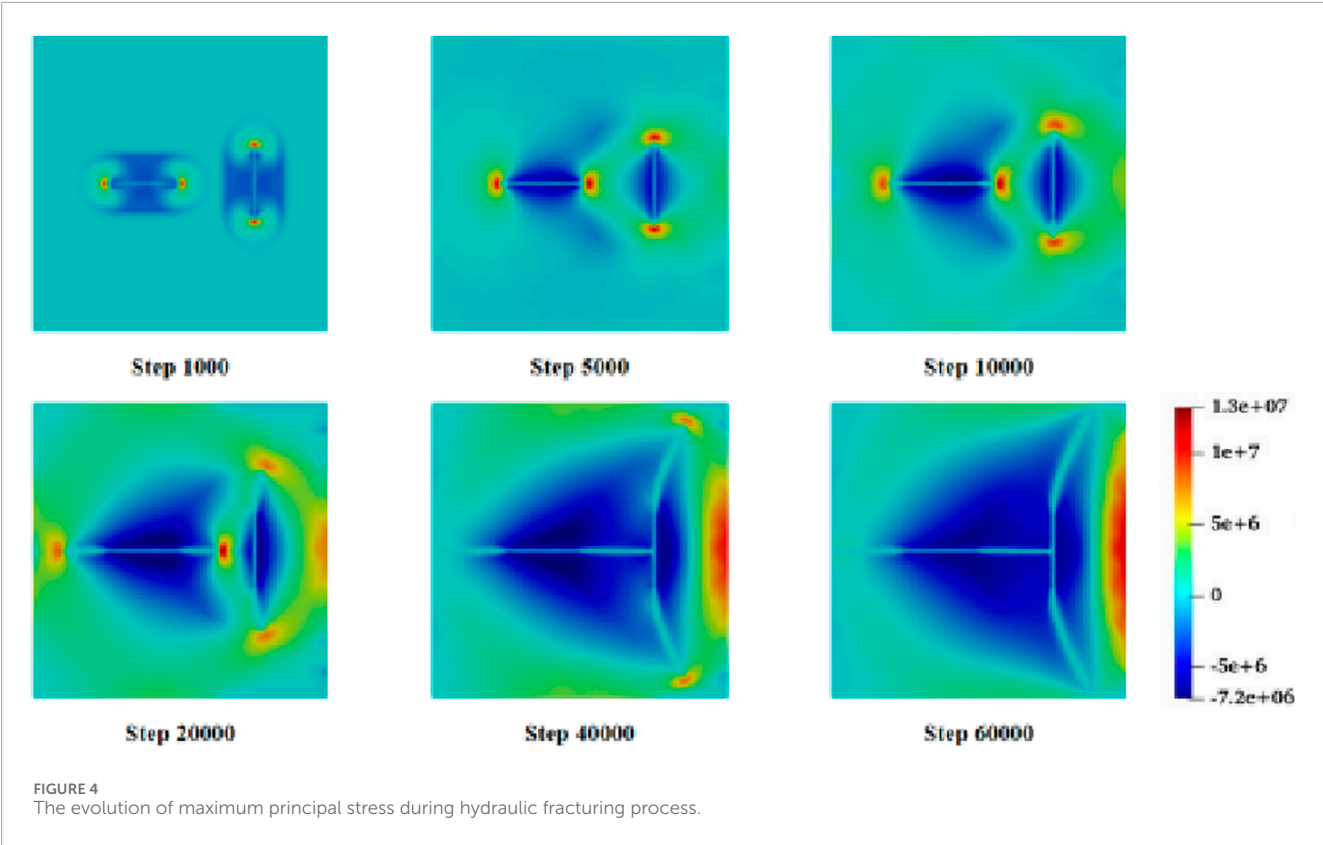 Step 1000
Step 5000
Step 10000
1.3e+07
1e+7
5e+6
0
-5e+6
-7.2e+06
Step 20000
Step 40000
Step 60000
FIGURE 4
The evolution of maximum principal stress during hydraulic fracturing process.